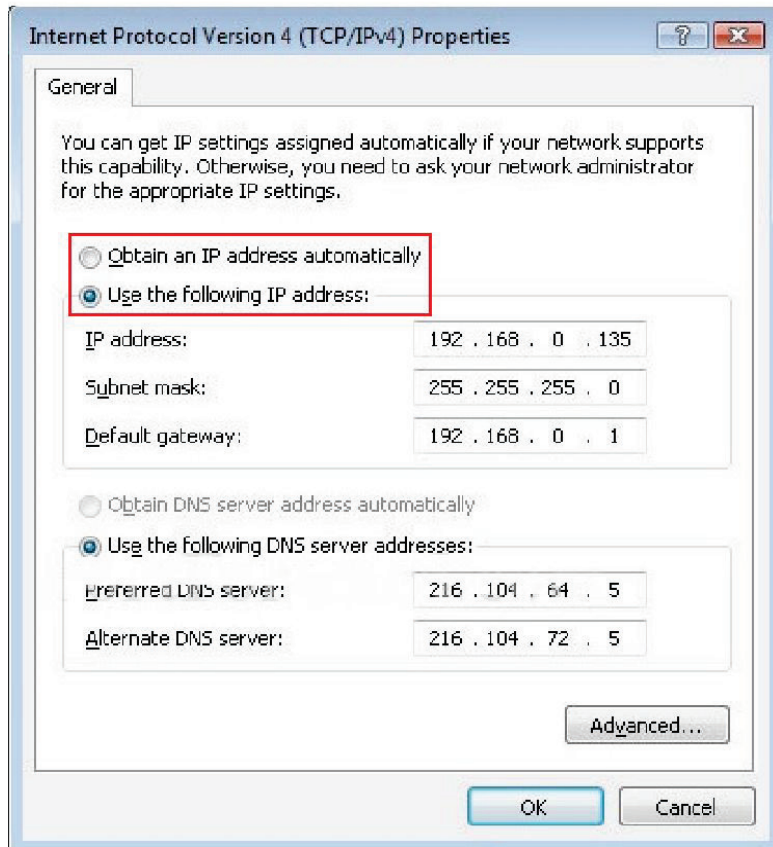 Internet Protocol Version 4 (TCP/IPv4) Properties
General
You can get IP settings assigned automatically if your network supports
this capability. Otherwise, you need to ask your network administrator
for the appropriate IP settings.
Obtain an IP address automatically
Use the following IP address:
IP address: 192 . 168 . 0 . 135
Subnet mask: 255 . 255 . 255 . 0
Default gateway: 192 . 168 . 0 . 1
Obtain DNS server address automatically
Use the following DNS server addresses:
Preferred DNS server: 216 . 104 . 64 . 5
Alternate DNS server: 216 . 104 . 72 . 5
Advanced...
OK Cancel